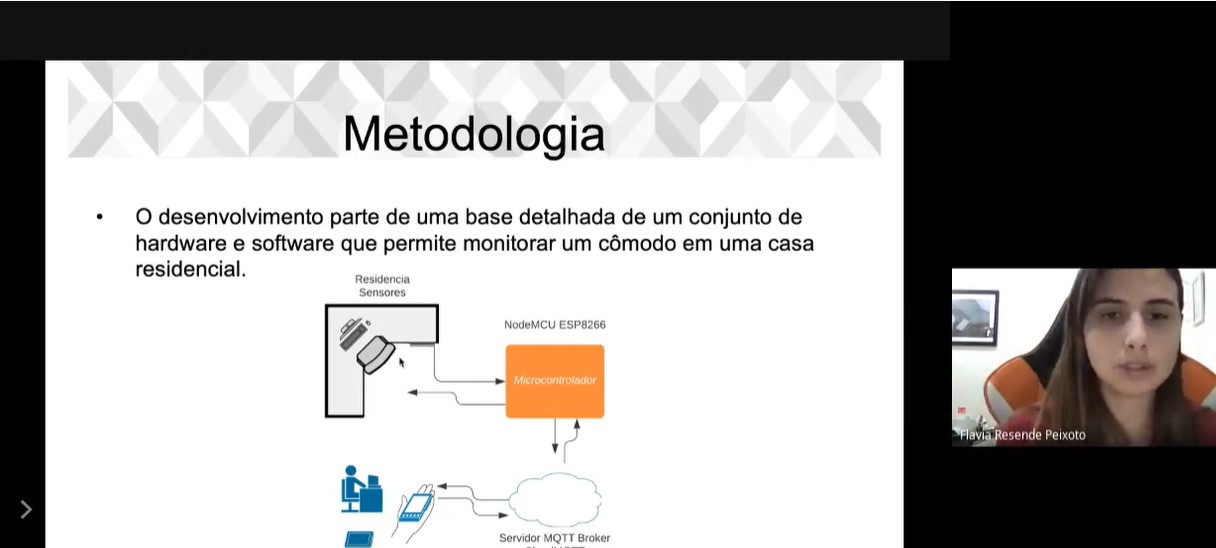 Metodologia
• O desenvolvimento parte de uma base detalhada de um conjunto de
hardware e software que permite monitorar um cômodo em uma casa
residencial.
Residencia
Sensores
NodeMCU ESP8266
Microcontrolador
Servidor MQTT Broker
Flavia Resende Peixoto